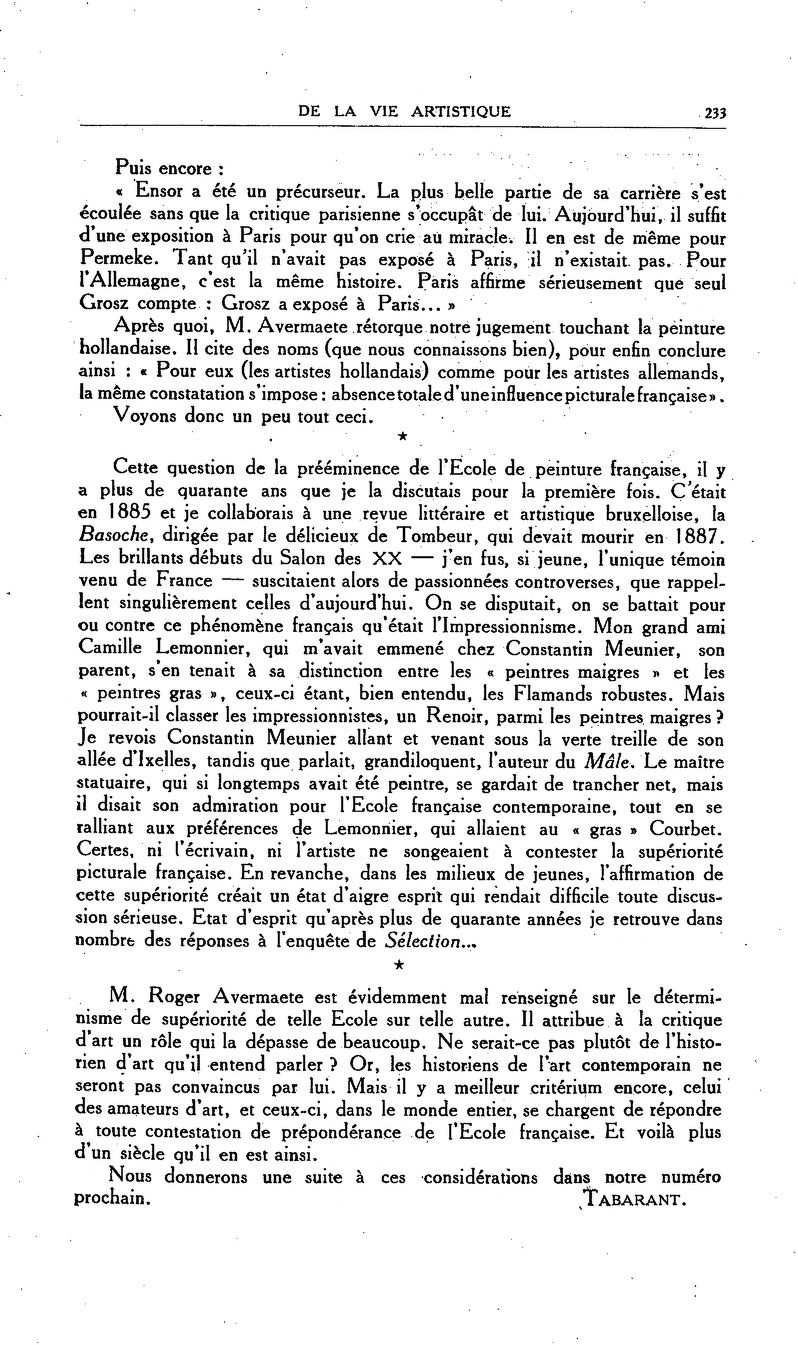 DE LA VIE ARTISTIQUE 233
Puis encore :
« Ensor a été un précurseur. La plus belle partie de sa carrière s'est
écoulée sans que la critique parisienne s'occupât de lui. Aujourd'hui, il suffit
d'une exposition à Paris pour qu'on crie au miracle. Il en est de même pour
Permeke. Tant qu'il n'avait pas exposé à Paris, il n'existait pas. Pour
l'Allemagne, c'est la même histoire. Paris affirme sérieusement que seul
Grosz compte : Grosz a exposé à Paris... »
Après quoi, M. Avermaete rétorque notre jugement touchant la peinture
hollandaise. Il cite des noms (que nous connaissons bien), pour enfin conclure
ainsi : « Pour eux (les artistes hollandais) comme pour les artistes allemands,
la même constatation s'impose : absence totale d'une influence picturale française ».
Voyons donc un peu tout ceci.
★
Cette question de la prééminence de l'Ecole de peinture française, il y
a plus de quarante ans que je la discutais pour la première fois. C'était
en 1885 et je collaborais à une revue littéraire et artistique bruxelloise, la
Basoche, dirigée par le délicieux de Tombeur, qui devait mourir en 1887.
Les brillants débuts du Salon des XX — j'en fus, si jeune, l'unique témoin
venu de France — suscitaient alors de passionnées controverses, que rappel-
lent singulièrement celles d'aujourd'hui. On se disputait, on se battait pour
ou contre ce phénomène français qu'était l'Impressionnisme. Mon grand ami
Camille Lemonnier, qui m'avait emmené chez Constantin Meunier, son
parent, s'en tenait à sa distinction entre les « peintres maigres » et les
« peintres gras », ceux-ci étant, bien entendu, les Flamands robustes. Mais
pourrait-il classer les impressionnistes, un Renoir, parmi les peintres maigres ?
Je revois Constantin Meunier allant et venant sous la verte treille de son
allée d'Ixelles, tandis que parlait, grandiloquent, l'auteur du Mâle. Le maître
statuaire, qui si longtemps avait été peintre, se gardait de trancher net, mais
il disait son admiration pour l'Ecole française contemporaine, tout en se
ralliant aux préférences de Lemonnier, qui allaient au « gras » Courbet.
Certes, ni l'écrivain, ni l'artiste ne songeaient à contester la supériorité
picturale française. En revanche, dans les milieux de jeunes, l'affirmation de
cette supériorité créait un état d'aigre esprit qui rendait difficile toute discus-
sion sérieuse. Etat d'esprit qu'après plus de quarante années je retrouve dans
nombre des réponses à l'enquête de Sélection...
★
M. Roger Avermaete est évidemment mal renseigné sur le détermi-
nisme de supériorité de telle Ecole sur telle autre. Il attribue à la critique
d'art un rôle qui la dépasse de beaucoup. Ne serait-ce pas plutôt de l'histo-
rien d'art qu'il entend parler ? Or, les historiens de l'art contemporain ne
seront pas convaincus par lui. Mais il y a meilleur critérium encore, celui
des amateurs d'art, et ceux-ci, dans le monde entier, se chargent de répondre
à toute contestation de prépondérance de l'Ecole française. Et voilà plus
d'un siècle qu'il en est ainsi.
Nous donnerons une suite à ces considérations dans notre numéro
prochain. TABARANT.